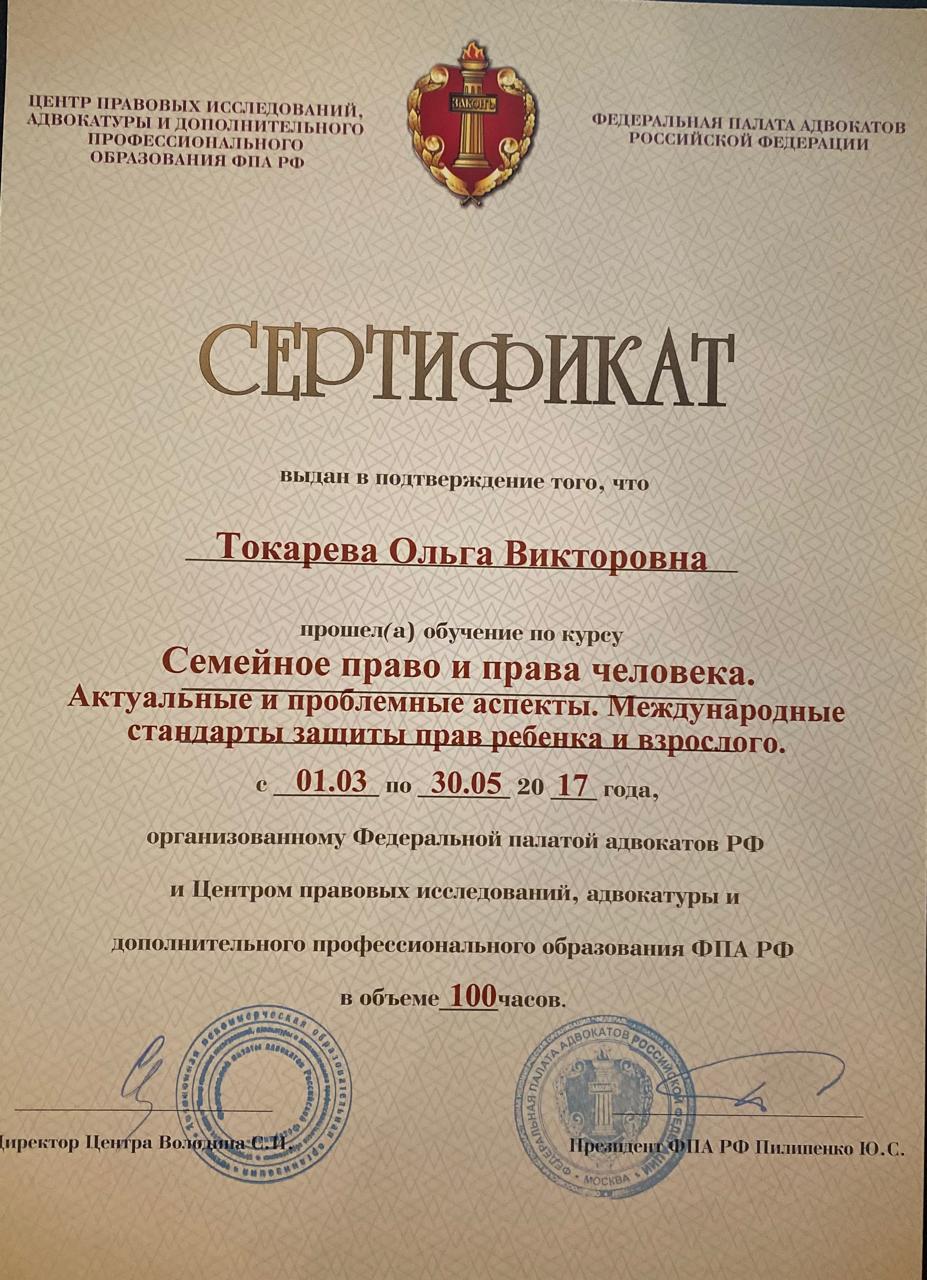 ЦЕНТР ПРАВОВЫХ ИССЛЕДОВАНИЙ,
АДВОКАТУРЫ И ДОПОЛНИТЕЛЬНОГО
ПРОФЕССИОНАЛЬНОГО
ОБРАЗОВАНИЯ ФПА РФ
ЗАКОНЪ
ФЕДЕРАЛЬНАЯ ПАЛАТА АДВОКАТОВ
РОССИЙСКОЙ ФЕДЕРАЦИИ
СЕРТИФИКАТ
выдан в подтверждение того, что
Токарева Ольга Викторовна
прошел(а) обучение по курсу
Семейное право и права человека.
Актуальные и проблемные аспекты. Международные
стандарты защиты прав ребенка и взрослого.
с 01.03 по 30.05 20 17 года,
организованному Федеральной палатой адвокатов РФ
и Центром правовых исследований, адвокатуры и
дополнительного профессионального образования ФПА РФ
в объеме 100 часов.
Автономная некоммерческая образовательная организация
ФЕДЕРАЛЬНАЯ ПАЛАТА АДВОКАТОВ РОССИЙСКОЙ ФЕДЕРАЦИИ
МОСКВА
Директор Центра Володина С.И.
Президент ФПА РФ Пилипенко Ю.С.